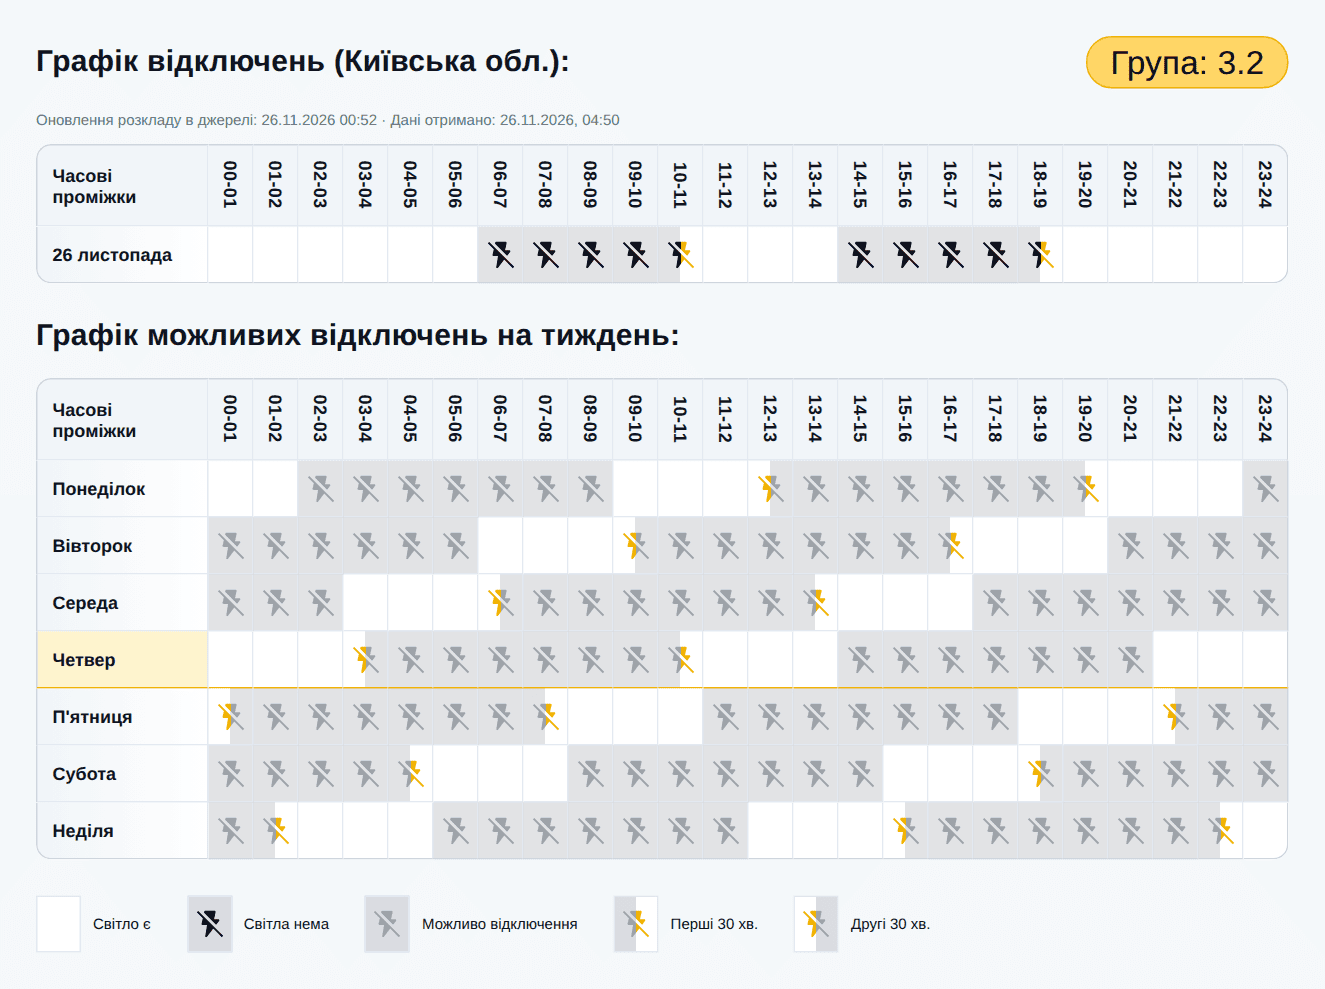 Графік відключень (Київська обл.):
Група: 3.2
Оновлення розкладу в джерелі: 26.11.2026 00:52 · Дані отримано: 26.11.2026, 04:50
Часові проміжки 00-01 01-02 02-03 03-04 04-05 05-06 06-07 07-08 08-09 09-10 10-11 11-12 12-13 13-14 14-15 15-16 16-17 17-18 18-19 19-20 20-21 21-22 22-23 23-24
26 листопада
Графік можливих відключень на тиждень:
Часові проміжки 00-01 01-02 02-03 03-04 04-05 05-06 06-07 07-08 08-09 09-10 10-11 11-12 12-13 13-14 14-15 15-16 16-17 17-18 18-19 19-20 20-21 21-22 22-23 23-24
Понеділок
Вівторок
Середа
Четвер
П'ятниця
Субота
Неділя
Світло є Світла нема Можливо відключення Перші 30 хв. Другі 30 хв.